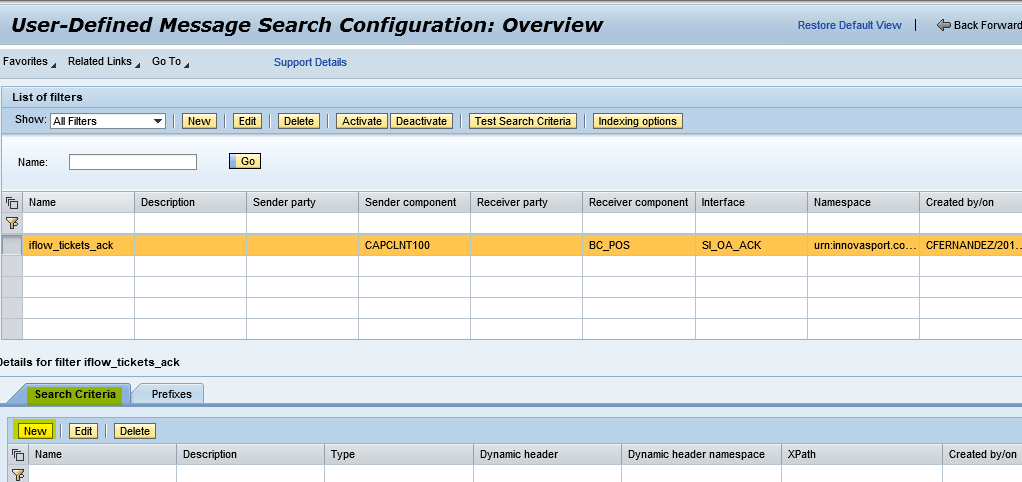 User-Defined Message Search Configuration: Overview Restore Default View | Back Forward
Favorites Related Links Go To Support Details
List of filters
Show: All Filters New Edit Delete Activate Deactivate Test Search Criteria Indexing options
Name: Go
Name Description Sender party Sender component Receiver party Receiver component Interface Namespace Created by/on
iflow_tickets_ack CAPCLNT100 BC_POS SI_OA_ACK urn:innovasport.co... CFERNANDEZ/201...
Details for filter iflow_tickets_ack
Search Criteria Prefixes
New Edit Delete
Name Description Type Dynamic header Dynamic header namespace XPath Created by/on